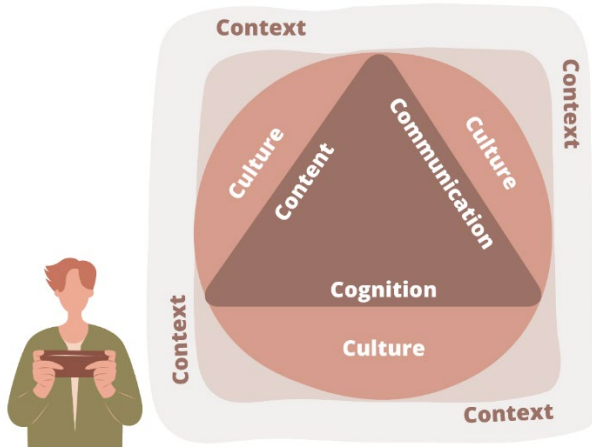 Context
Context
Culture
Culture
Content
Communication
Cognition
Context
Culture
Context